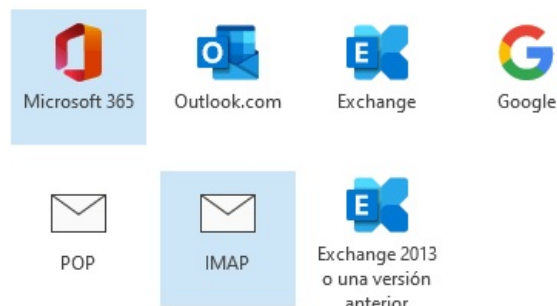 Microsoft 365
Outlook.com
Exchange
Google
POP
IMAP
Exchange 2013
o una versión
anterior